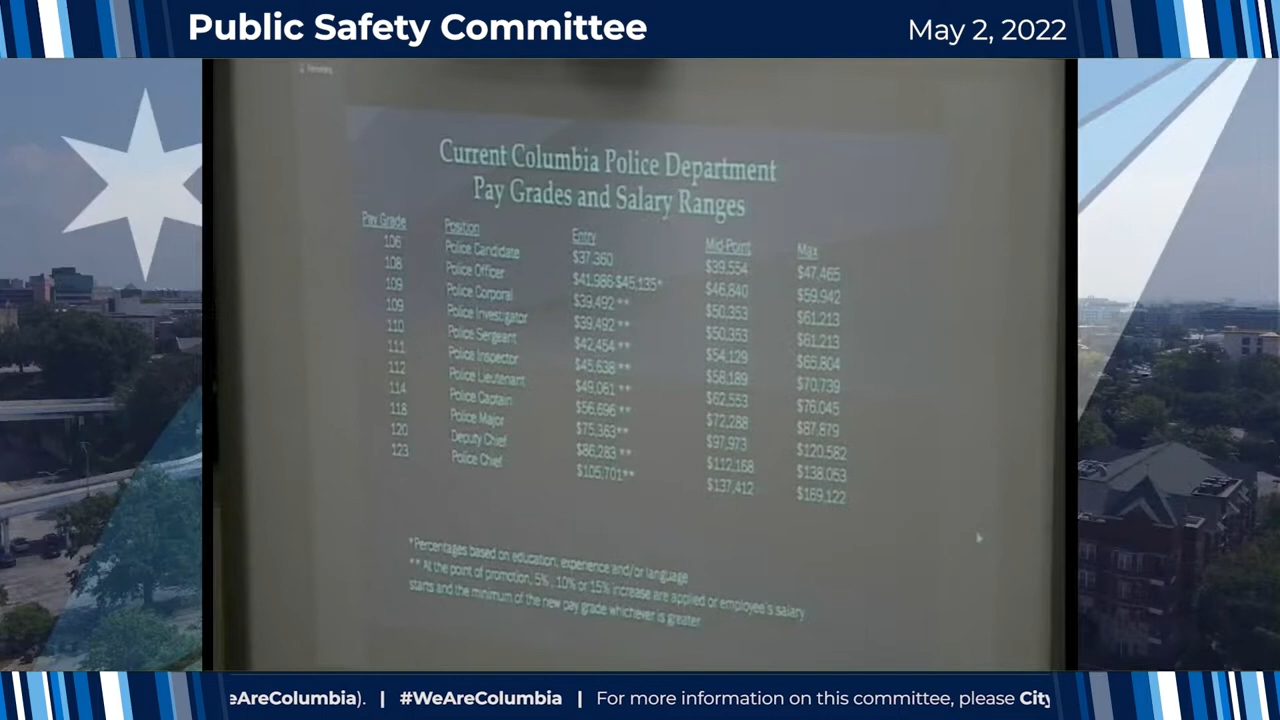 Public Safety Committee
May 2, 2022
Current Columbia Police Department
Pay Grades and Salary Ranges
Pay Grade Position Entry Mid-Point Max
106 Police Candidate $37,360 $39,554 $47,465
108 Police Officer $41,986-$45,135* $46,840 $59,942
109 Police Corporal $39,492 ** $50,353 $61,213
109 Police Investigator $39,492 ** $50,353 $61,213
110 Police Sergeant $42,454 ** $54,129 $65,804
111 Police Inspector $45,638 ** $58,189 $70,739
112 Police Lieutenant $49,061 ** $62,553 $76,045
114 Police Captain $56,696 ** $72,288 $87,879
118 Police Major $75,363** $97,973 $120,582
120 Deputy Chief $86,283 ** $112,168 $138,053
123 Police Chief $105,701** $137,412 $169,122
*Percentages based on education, experience and/or language
** At the point of promotion, 5% , 10% or 15% increase are applied or employee's salary
starts and the minimum of the new pay grade whichever is greater
eAreColumbia). | #WeAreColumbia | For more information on this committee, please City